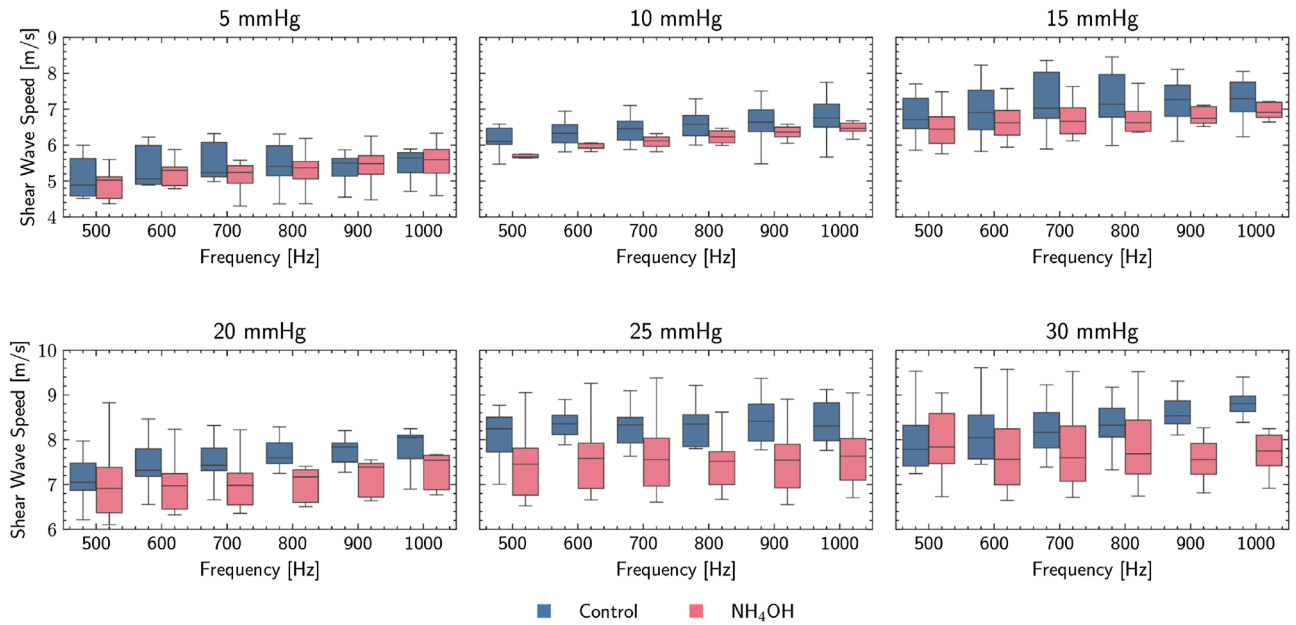 5 mmHg 10 mmHg 15 mmHg
Shear Wave Speed [m/s]
9
8
7
6
5
4
500 600 700 800 900 1000 500 600 700 800 900 1000 500 600 700 800 900 1000
Frequency [Hz] Frequency [Hz] Frequency [Hz]
20 mmHg 25 mmHg 30 mmHg
Shear Wave Speed [m/s]
10
9
8
7
6
500 600 700 800 900 1000 500 600 700 800 900 1000 500 600 700 800 900 1000
Frequency [Hz] Frequency [Hz] Frequency [Hz]
Control NH₄OH